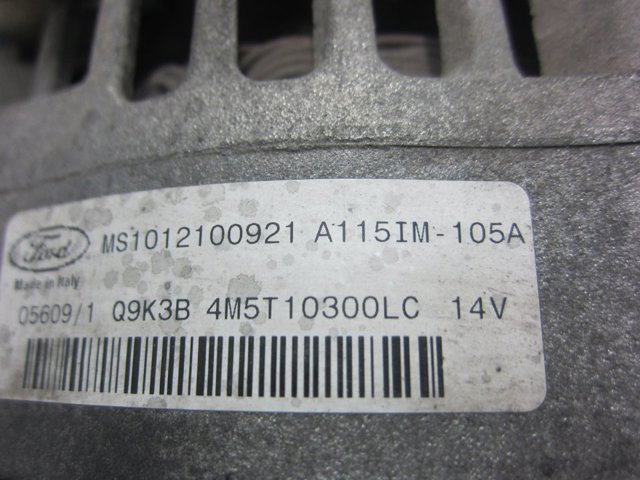 Ford MS1012100921 A115IM-105A
Made in Italy
05609/1 Q9K3B 4M5T10300LC 14V